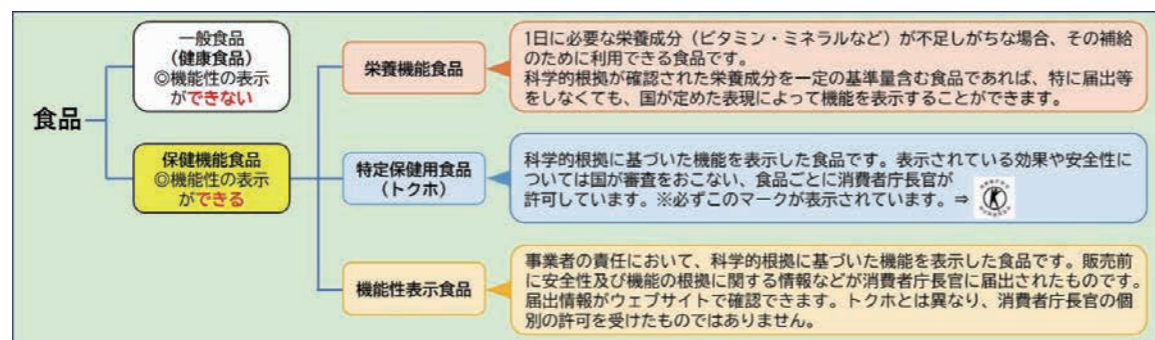 食品
一般食品
(健康食品)
◎機能性の表示
ができない
保健機能食品
◎機能性の表示
ができる
栄養機能食品
1日に必要な栄養成分(ビタミン・ミネラルなど)が不足しがちな場合、その補給
のために利用できる食品です。
科学的根拠が確認された栄養成分を一定の基準量含む食品であれば、特に届出等
をしなくても、国が定めた表現によって機能を表示することができます。
特定保健用食品
(トクホ)
科学的根拠に基づいた機能を表示した食品です。表示されている効果や安全性に
ついては国が審査をおこない、食品ごとに消費者庁長官が
許可しています。※必ずこのマークが表示されています。⇒
機能性表示食品
事業者の責任において、科学的根拠に基づいた機能を表示した食品です。販売前
に安全性及び機能の根拠に関する情報などが消費者庁長官に届出されたものです。
届出情報がウェブサイトで確認できます。トクホとは異なり、消費者庁長官の個
別の許可を受けたものではありません。